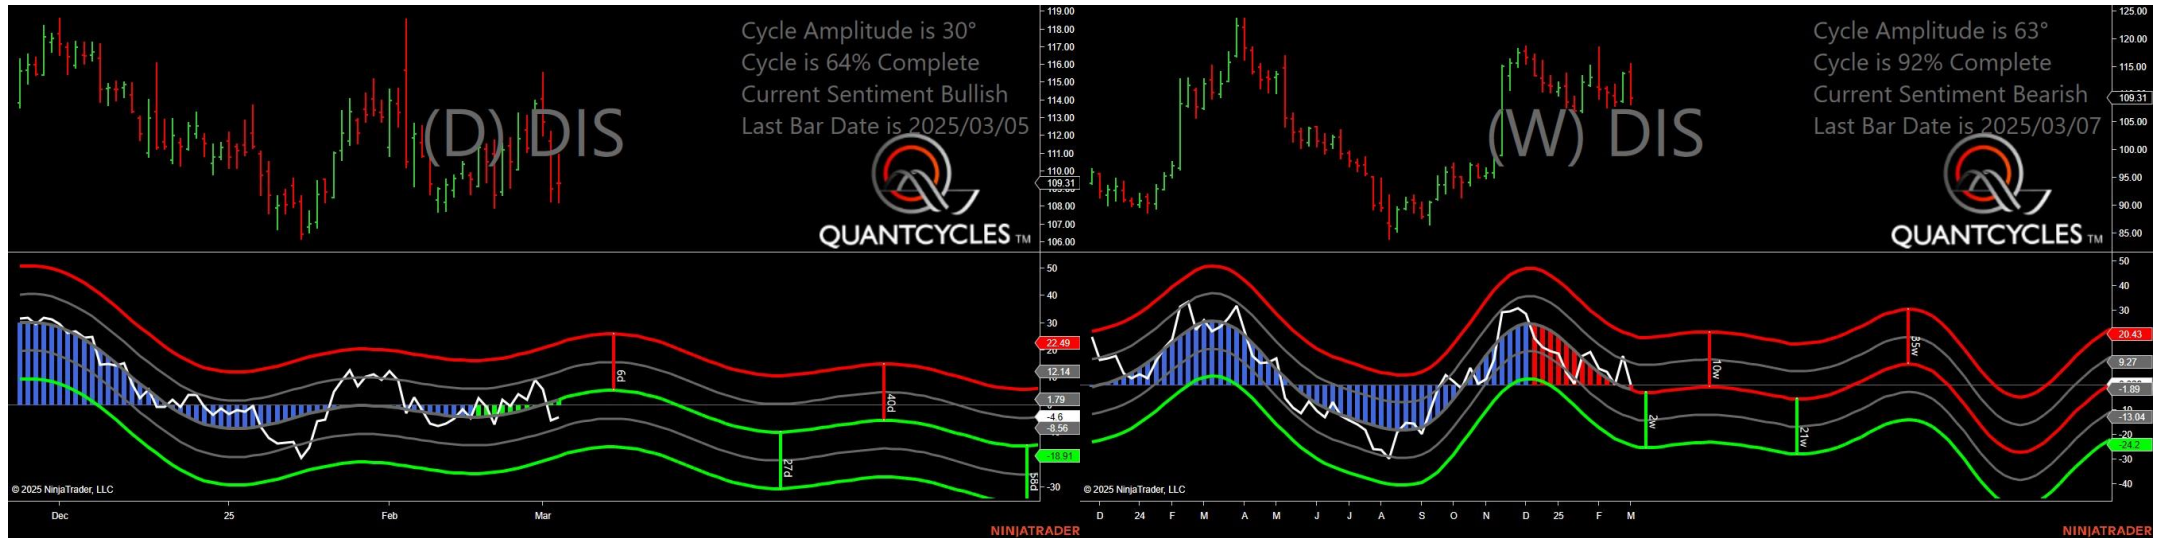 Cycle Amplitude is 30°
Cycle is 64% Complete
Current Sentiment Bullish
Last Bar Date is 2025/03/05
(D) DIS
QUANTCYCLES TM
119.00
118.00
117.00
116.00
115.00
114.00
113.00
112.00
111.00
110.00
109.31
108.00
107.00
106.00
50
40
30
22.49
20
12.14
1.79
-4.6
-8.56
-18.91
-30
6d
27d
40d
58d
© 2025 NinjaTrader, LLC
Dec 25 Feb Mar
NINJATRADER
Cycle Amplitude is 63°
Cycle is 92% Complete
Current Sentiment Bearish
Last Bar Date is 2025/03/07
(W) DIS
QUANTCYCLES TM
125.00
120.00
115.00
109.31
105.00
100.00
95.00
90.00
85.00
50
40
30
20.43
9.27
-1.89
-13.04
-20
-24.2
-30
-40
2w
10w
21w
35w
© 2025 NinjaTrader, LLC
D 24 F M A M J J A S O N D 25 F M
NINJATRADER